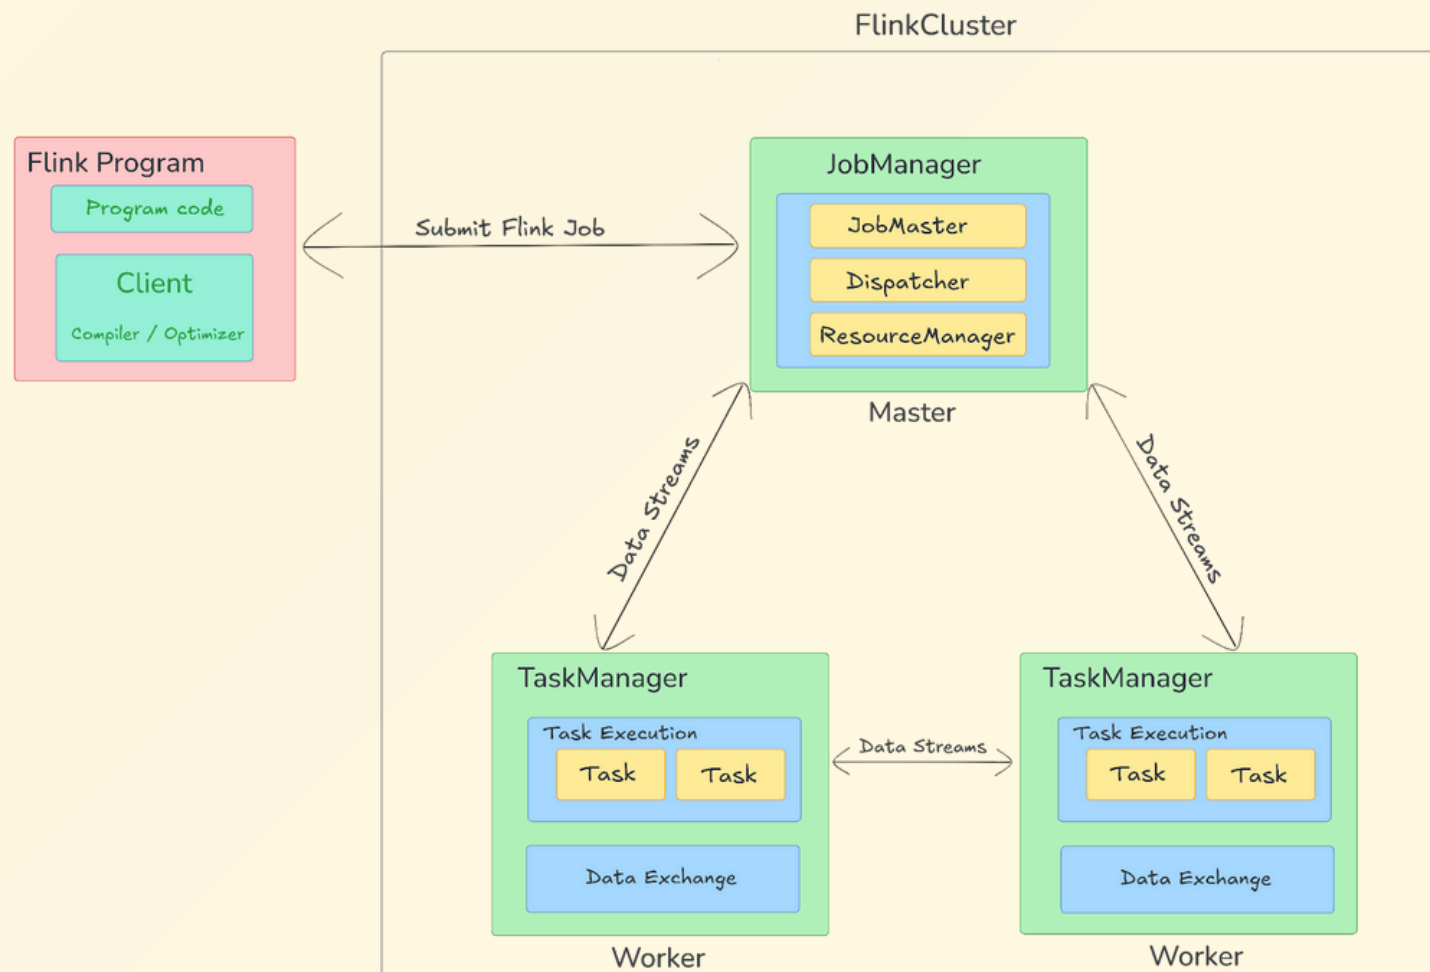 FlinkCluster
Flink Program
Program code
Client
Compiler / Optimizer
Submit Flink Job
JobManager
JobMaster
Dispatcher
ResourceManager
Master
Data Streams
Data Streams
TaskManager
Task Execution
Task Task
Data Exchange
Worker
Data Streams
TaskManager
Task Execution
Task Task
Data Exchange
Worker